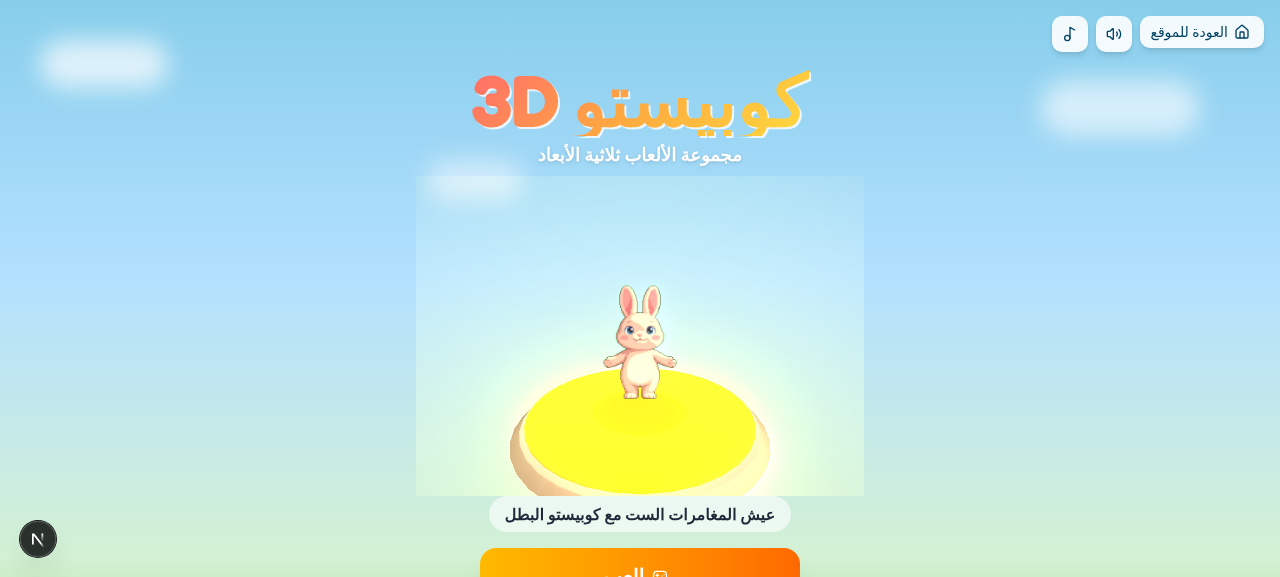 العودة للموقع
كوبيستو 3D
مجموعة الألعاب ثلاثية الأبعاد
عيش المغامرات الست مع كوبيستو البطل